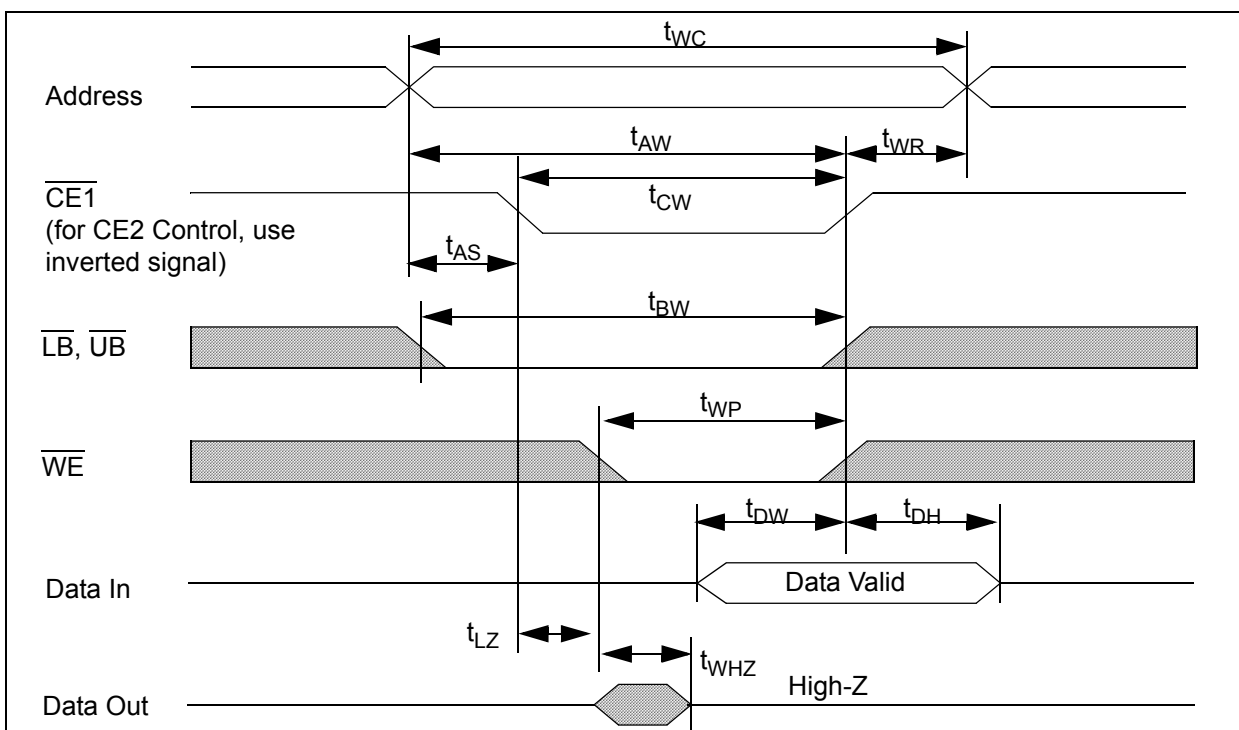 tWC
Address
tAW
tWR
CE1
(for CE2 Control, use
inverted signal)
tCW
tAS
tBW
LB, UB
tWP
WE
tDW
tDH
Data In
Data Valid
tLZ
tWHZ
Data Out
High-Z